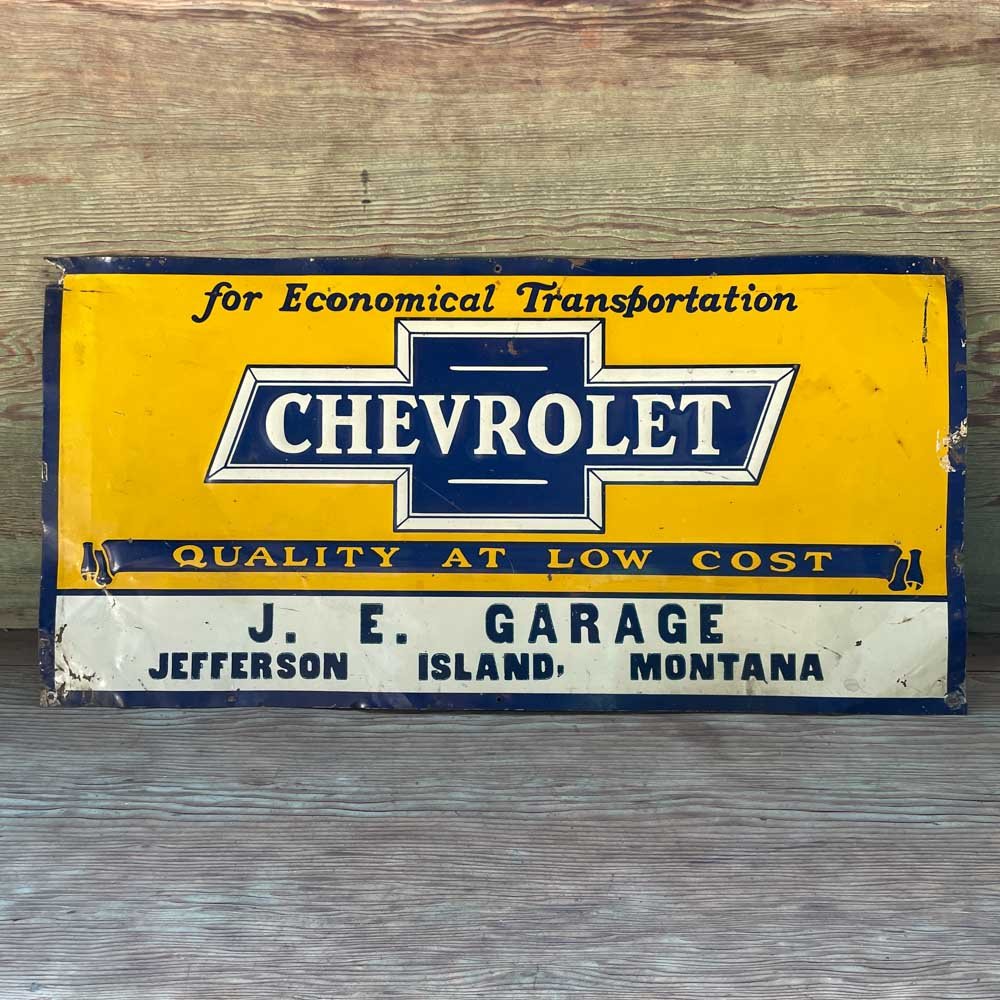 for Economical Transportation
CHEVROLET
QUALITY AT LOW COST
J. E. GARAGE
JEFFERSON ISLAND, MONTANA